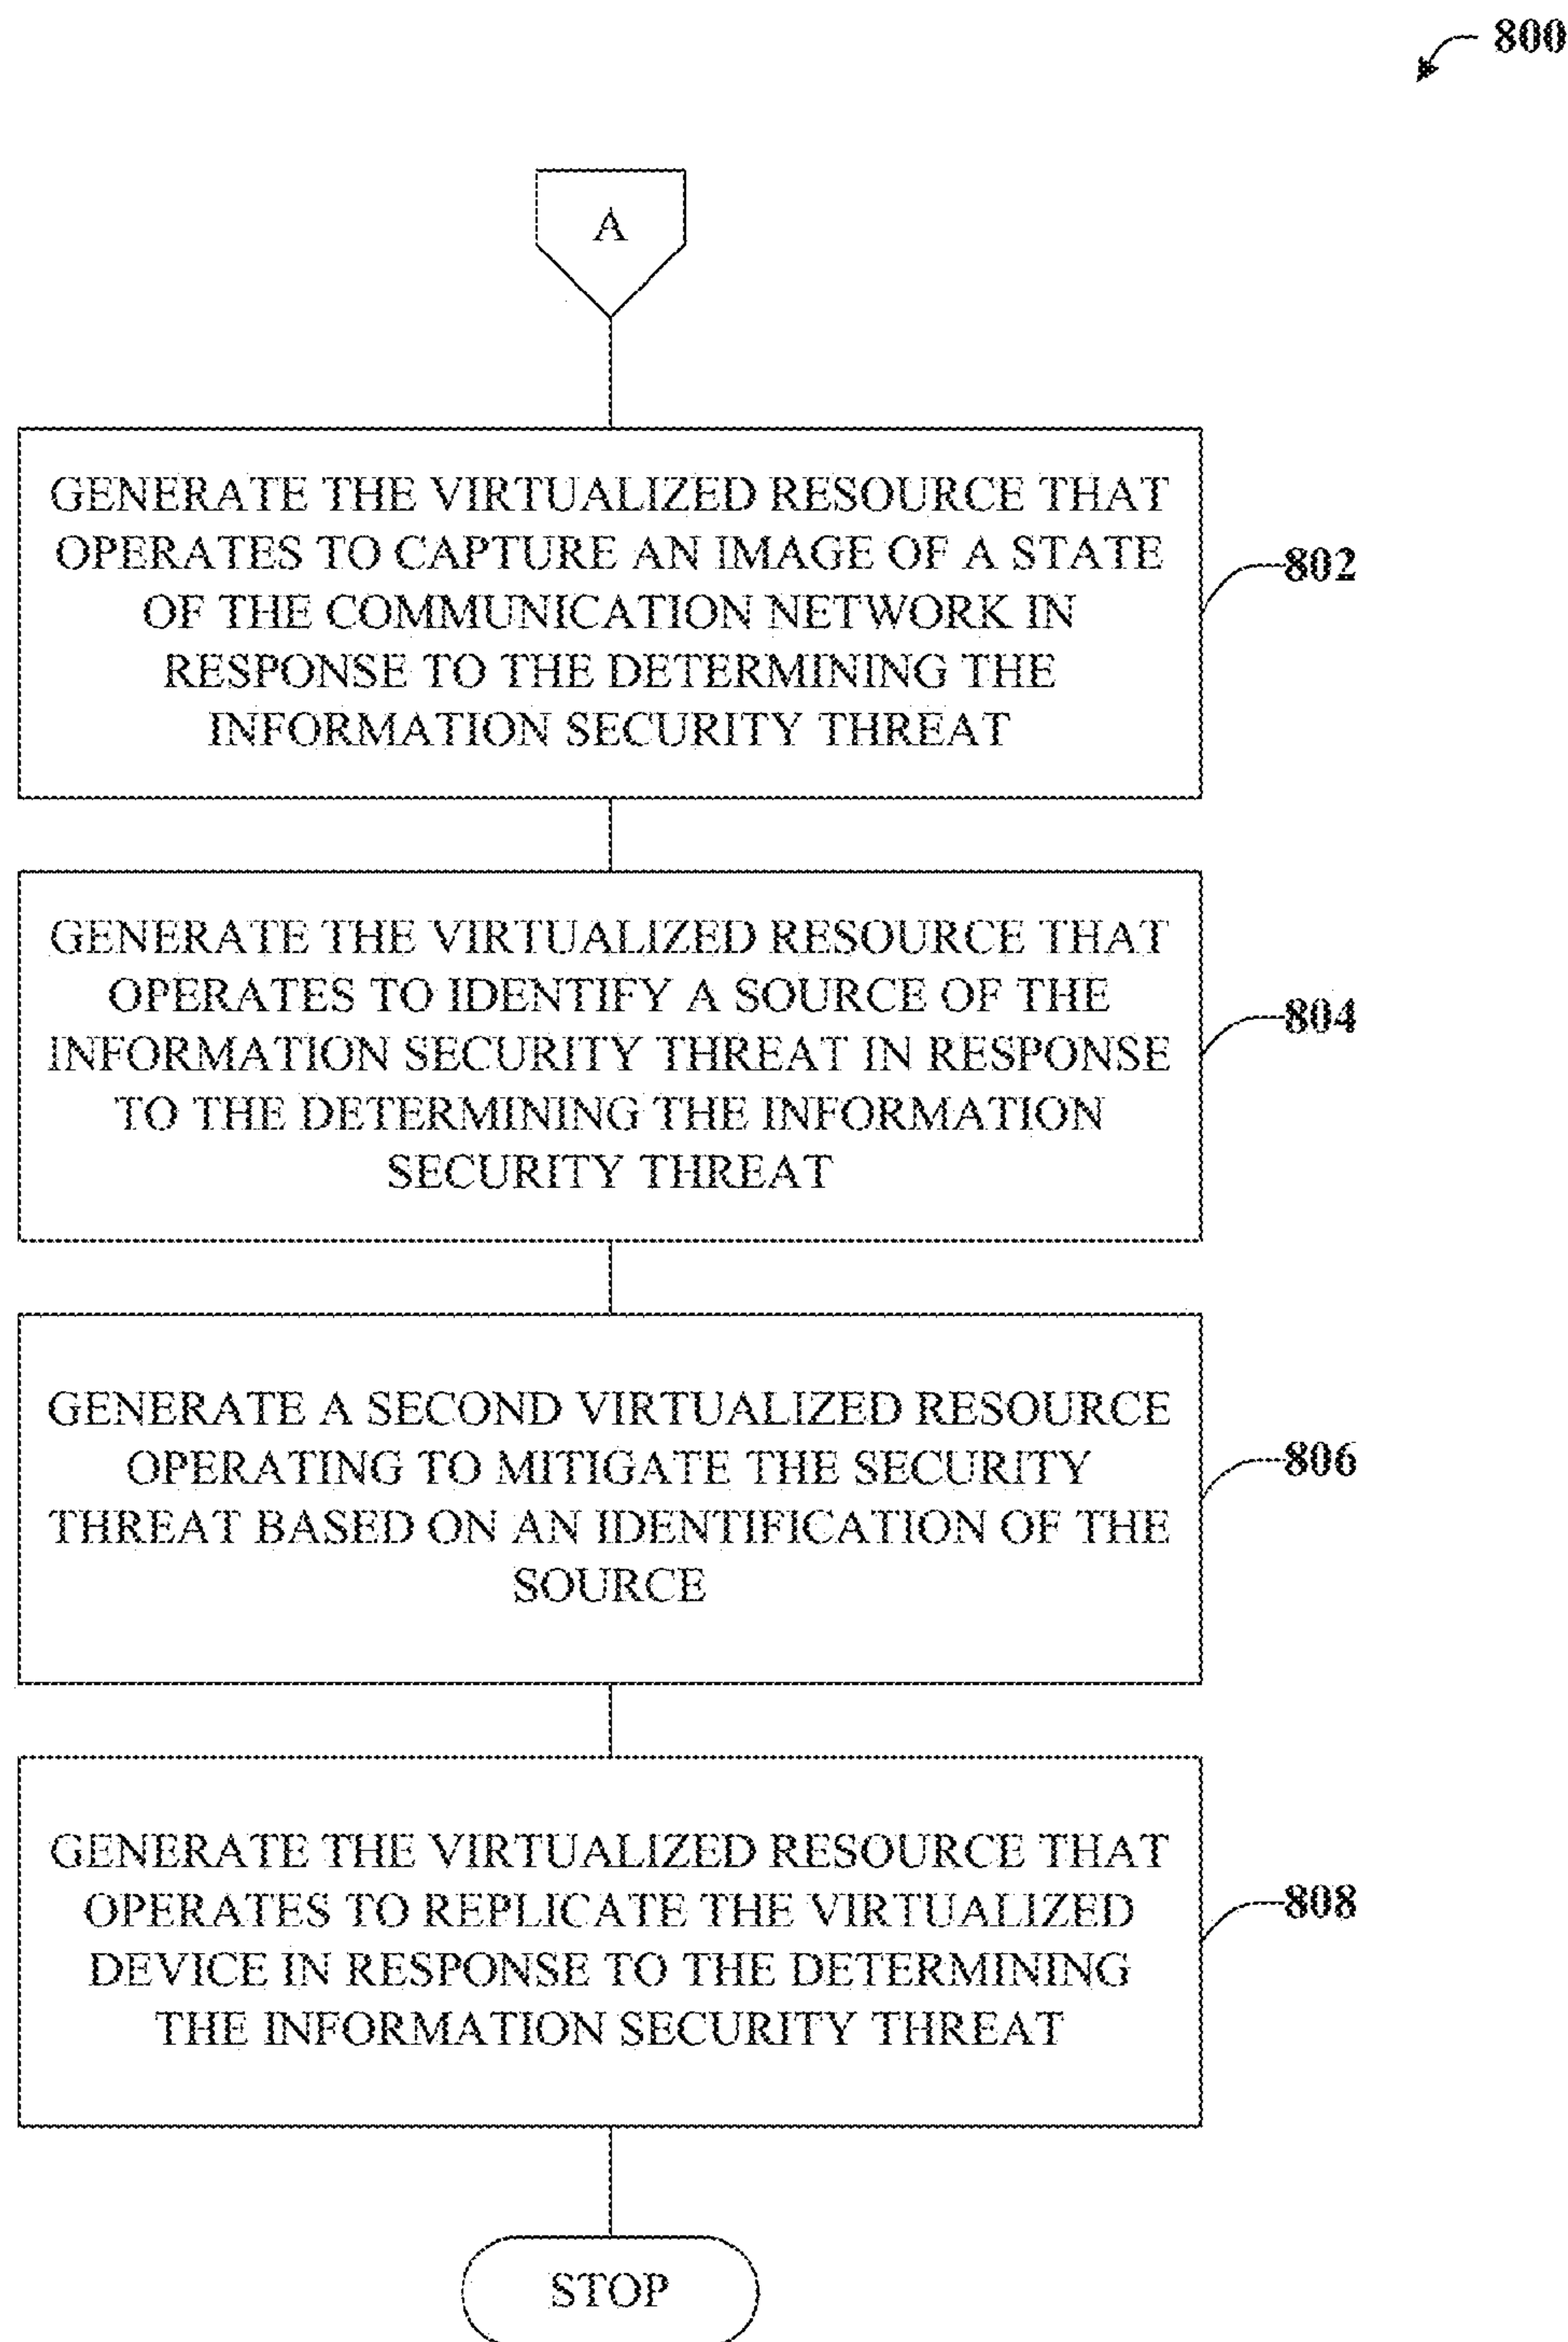 800
A
GENERATE THE VIRTUALIZED RESOURCE THAT
OPERATES TO CAPTURE AN IMAGE OF A STATE
OF THE COMMUNICATION NETWORK IN
RESPONSE TO THE DETERMINING THE
INFORMATION SECURITY THREAT
802
GENERATE THE VIRTUALIZED RESOURCE THAT
OPERATES TO IDENTIFY A SOURCE OF THE
INFORMATION SECURITY THREAT IN RESPONSE
TO THE DETERMINING THE INFORMATION
SECURITY THREAT
804
GENERATE A SECOND VIRTUALIZED RESOURCE
OPERATING TO MITIGATE THE SECURITY
THREAT BASED ON AN IDENTIFICATION OF THE
SOURCE
806
GENERATE THE VIRTUALIZED RESOURCE THAT
OPERATES TO REPLICATE THE VIRTUALIZED
DEVICE IN RESPONSE TO THE DETERMINING
THE INFORMATION SECURITY THREAT
808
STOP